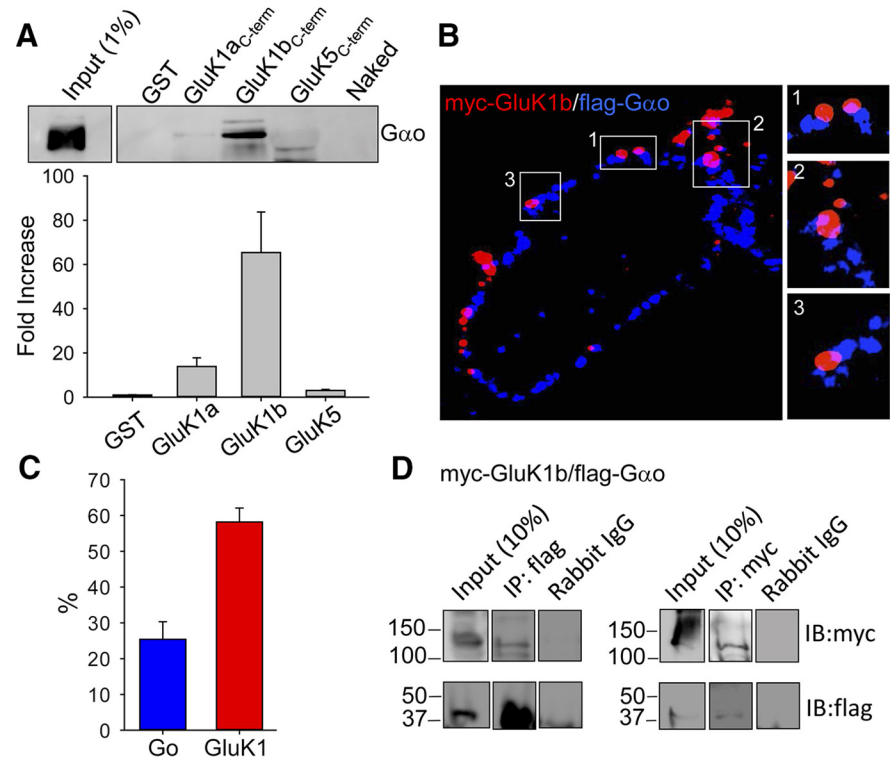 A
Input (1%)
GST
GluK1aC-term
GluK1bC-term
GluK5C-term
Naked
Gαo
Fold Increase
100
80
60
40
20
0
GST
GluK1a
GluK1b
GluK5
B
myc-GluK1b/flag-Gαo
1
2
3
1
2
3
C
%
70
60
50
40
30
20
10
0
Go
GluK1
D
myc-GluK1b/flag-Gαo
Input (10%)
IP: flag
Rabbit IgG
Input (10%)
IP: myc
Rabbit IgG
150
100
150
100
IB:myc
50
37
50
37
IB:flag